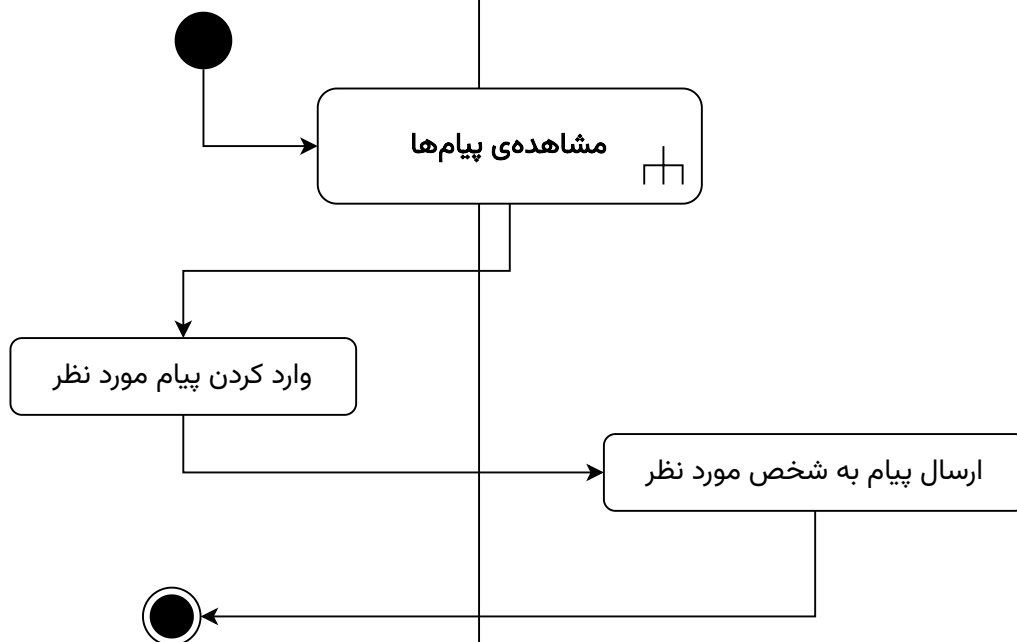 مشاهده‌ی پیام‌ها
وارد کردن پیام مورد نظر
ارسال پیام به شخص مورد نظر